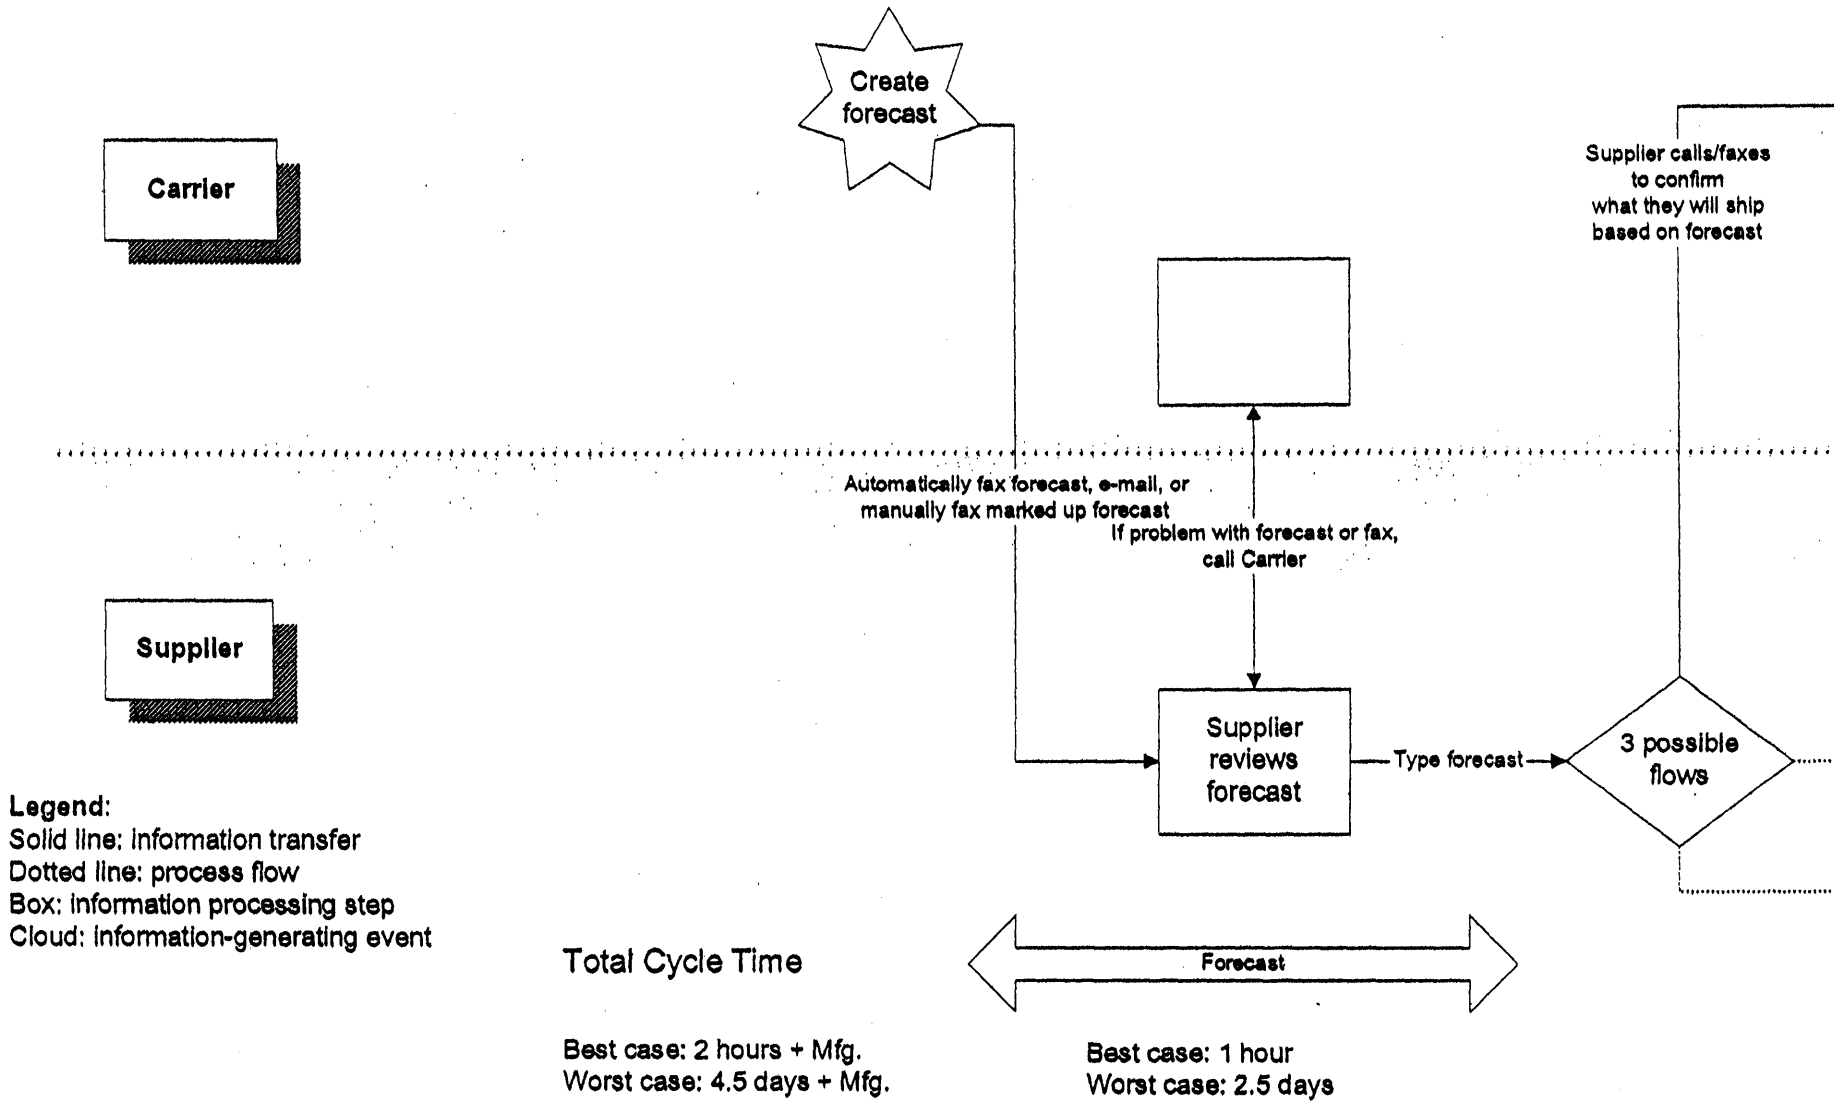 Create
forecast
Carrier
Supplier calls/faxes
to confirm
what they will ship
based on forecast
Automatically fax forecast, e-mail, or
manually fax marked up forecast
If problem with forecast or fax,
call Carrier
Supplier
Supplier
reviews
forecast
Type forecast
3 possible
flows
Legend:
Solid line: information transfer
Dotted line: process flow
Box: information processing step
Cloud: information-generating event
Total Cycle Time
Forecast
Best case: 2 hours + Mfg.
Worst case: 4.5 days + Mfg.
Best case: 1 hour
Worst case: 2.5 days